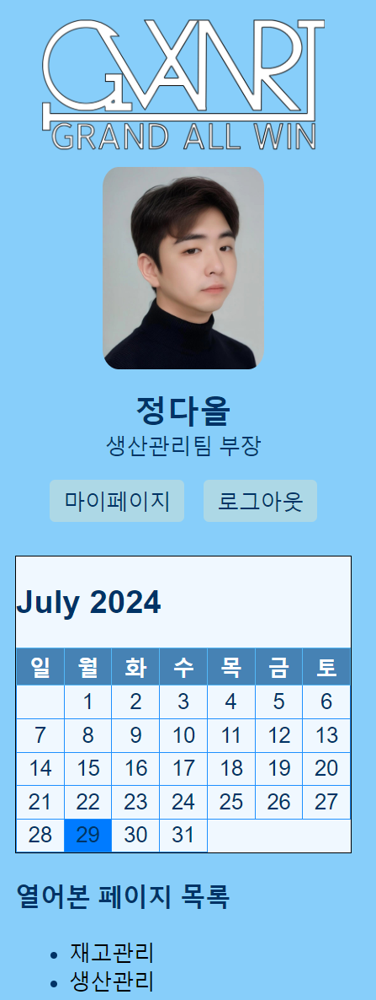 GVANRT
GRAND ALL WIN
정다올
생산관리팀 부장
마이페이지 로그아웃
July 2024
일 월 화 수 목 금 토
1 2 3 4 5 6
7 8 9 10 11 12 13
14 15 16 17 18 19 20
21 22 23 24 25 26 27
28 29 30 31
열어본 페이지 목록
재고관리
생산관리